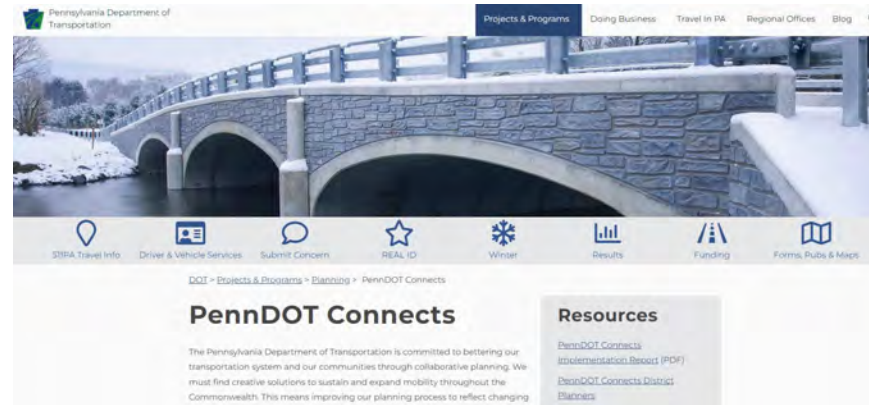 Pennsylvania Department of
Transportation
Projects & Programs Doing Business Travel In PA Regional Offices Blog
511PA Travel Info Driver & Vehicle Services Submit Concern REAL ID Winter Results Funding Forms, Pubs & Maps
DOT > Projects & Programs > Planning > PennDOT Connects
PennDOT Connects
The Pennsylvania Department of Transportation is committed to bettering our
transportation system and our communities through collaborative planning. We
must find creative solutions to sustain and expand mobility throughout the
Commonwealth. This means improving our planning process to reflect changing
Resources
PennDOT Connects
Implementation Report (PDF)
PennDOT Connects District
Planners